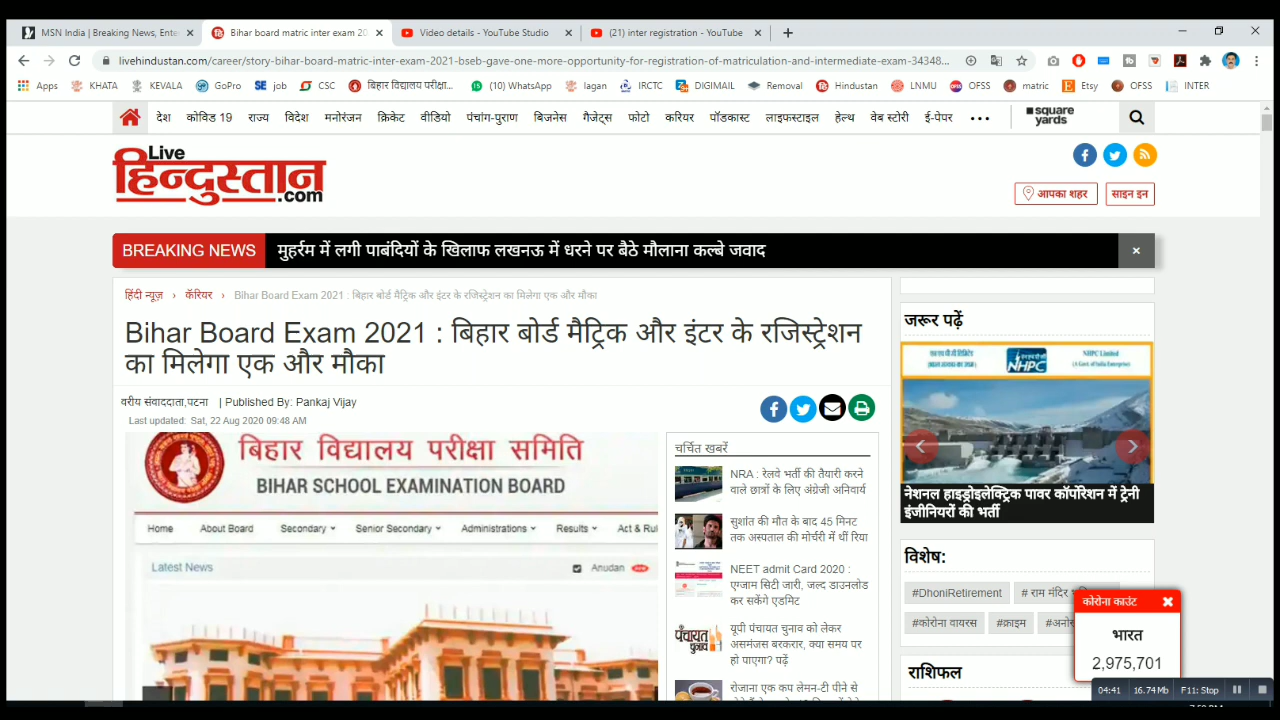 MSN India | Breaking News, Ente
Bihar board matric inter exam 20
Video details - YouTube Studio
(21) inter registration - YouTube
livehindustan.com/career/story-bihar-board-matric-inter-exam-2021-bseb-gave-one-more-opportunity-for-registration-of-matriculation-and-intermediate-exam-34348...
Apps KHATA KEVALA GoPro job CSC बिहार विद्यालय परीक्षा... (10) WhatsApp lagan IRCTC DIGIMAIL Removal Hindustan LNMU OFSS matric Etsy OFSS INTER
देश कोविड 19 राज्य विदेश मनोरंजन क्रिकेट वीडियो पंचांग-पुराण बिजनेस गैजेट्स फोटो करियर पॉडकास्ट लाइफस्टाइल हेल्थ वेब स्टोरी ई-पेपर •••
square
yards
Live
हिन्दुस्तान
.com
आपका शहर साइन इन
BREAKING NEWS मुहर्रम में लगी पाबंदियों के खिलाफ लखनऊ में धरने पर बैठे मौलाना कल्बे जवाद
हिंदी न्यूज़ › कॅरियर › Bihar Board Exam 2021 : बिहार बोर्ड मैट्रिक और इंटर के रजिस्ट्रेशन का मिलेगा एक और मौका
Bihar Board Exam 2021 : बिहार बोर्ड मैट्रिक और इंटर के रजिस्ट्रेशन
का मिलेगा एक और मौका
वरीय संवाददाता,पटना | Published By: Pankaj Vijay
Last updated: Sat, 22 Aug 2020 09:48 AM
बिहार विद्यालय परीक्षा समिति
BIHAR SCHOOL EXAMINATION BOARD
Home About Board Secondary Senior Secondary Administrations Results Act & Rul
Latest News Anudan
चर्चित खबरें
NRA : रेलवे भर्ती की तैयारी करने
वाले छात्रों के लिए अंग्रेजी अनिवार्य
सुशांत की मौत के बाद 45 मिनट
तक अस्पताल की मोर्चरी में थीं रिया
NEET admit Card 2020 :
एग्जाम सिटी जारी, जल्द डाउनलोड
कर सकेंगे एडमिट
पंचायत
यूपी पंचायत चुनाव को लेकर
असमंजस बरकरार, क्या समय पर
हो पाएगा? पढ़ें
रोजाना एक कप लेमन-टी पीने से
जरूर पढ़ें
NHPC Limited
NHPC
नेशनल हाइड्रोइलेक्ट्रिक पावर कॉर्पोरेशन में ट्रेनी
इंजीनियरों की भर्ती
विशेष:
#DhoniRetirement # राम मंदिर
#कोरोना वायरस #क्राइम
राशिफल
कोरोना काउंट
भारत
2,975,701
04:41 16.74 Mb F11: Stop